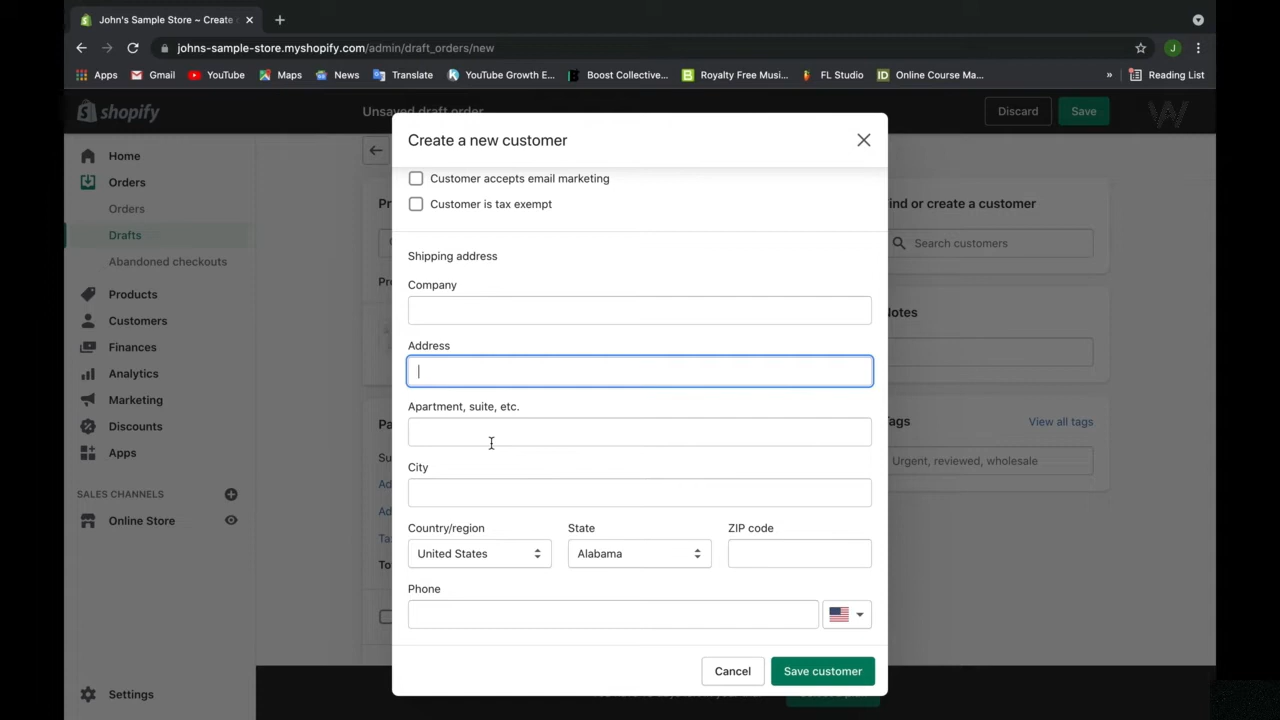 John's Sample Store ~ Create
johns-sample-store.myshopify.com/admin/draft_orders/new
J
Apps
Gmail
YouTube
Maps
News
Translate
YouTube Growth E...
Boost Collective...
Royalty Free Musi...
FL Studio
ID
Online Course Ma...
»
Reading List
shopify
Unsaved draft order
Discard
Save
Home
Orders
Orders
Drafts
Abandoned checkouts
Products
Customers
Finances
Analytics
Marketing
Discounts
Apps
SALES CHANNELS
Online Store
Settings
Create a new customer
Customer accepts email marketing
Customer is tax exempt
Shipping address
Company
Address
Apartment, suite, etc.
City
Country/region
State
ZIP code
United States
Alabama
Phone
Cancel
Save customer
ind or create a customer
Search customers
Notes
ags
View all tags
Urgent, reviewed, wholesale